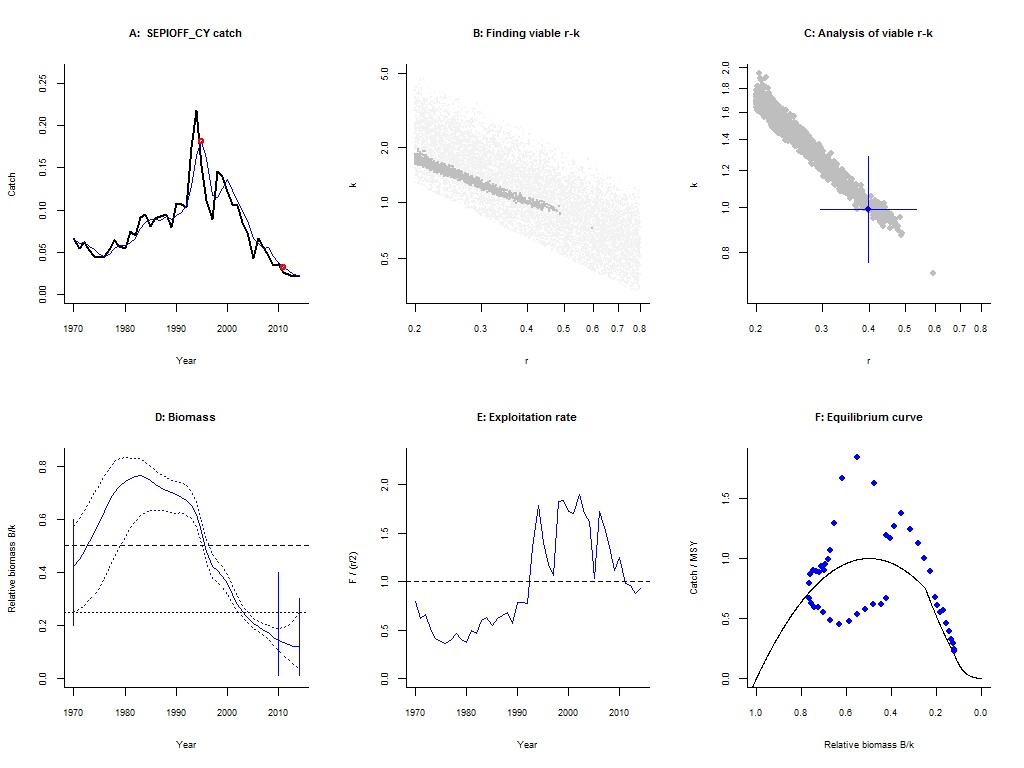 A: SEPIOFF_CY catch
B: Finding viable r-k
C: Analysis of viable r-k
Catch
0.00 0.05 0.10 0.15 0.20 0.25
1970 1980 1990 2000 2010
Year
k
0.5 1.0 2.0 5.0
0.2 0.3 0.4 0.5 0.6 0.7 0.8
r
k
0.8 1.0 1.2 1.4 1.6 1.8 2.0
0.2 0.3 0.4 0.5 0.6 0.7 0.8
r
D: Biomass
E: Exploitation rate
F: Equilibrium curve
Relative biomass B/k
0.0 0.2 0.4 0.6 0.8
1970 1980 1990 2000 2010
Year
F / (r/2)
0.0 0.5 1.0 1.5 2.0
1970 1980 1990 2000 2010
Year
Catch / MSY
0.0 0.5 1.0 1.5
1.0 0.8 0.6 0.4 0.2 0.0
Relative biomass B/k